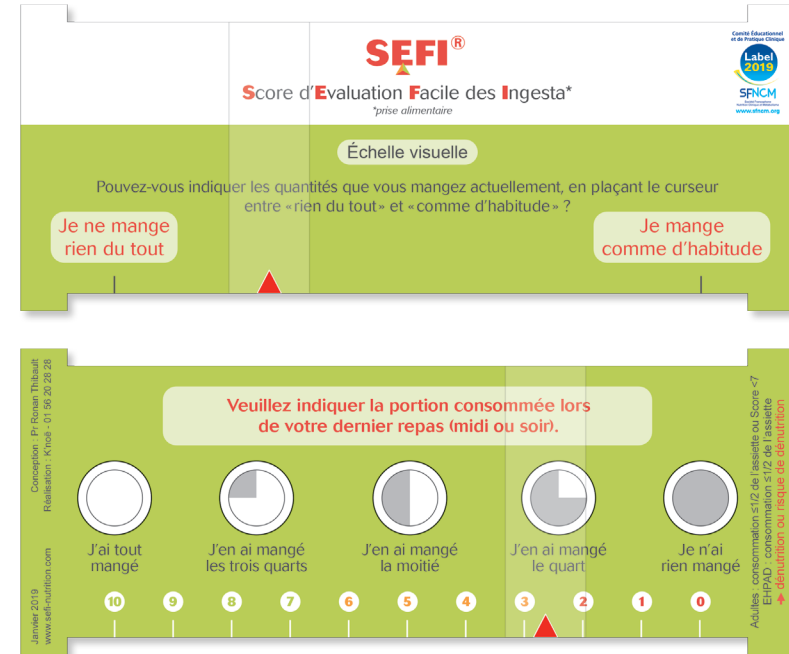 SEFI®
Score d'Evaluation Facile des Ingesta*
*prise alimentaire
Comité Éducationnel
et de Pratique Clinique
Label
2019
SFNCM
www.sfncm.org
Échelle visuelle
Pouvez-vous indiquer les quantités que vous mangez actuellement, en plaçant le curseur
entre «rien du tout» et «comme d'habitude» ?
Je ne mange
rien du tout
Je mange
comme d'habitude
Conception : Pr Ronan Thibault
Réalisation : K'noë - 01 56 20 28 28
Janvier 2019
www.sefi-nutrition.com
Veuillez indiquer la portion consommée lors
de votre dernier repas (midi ou soir).
J'ai tout
mangé
J'en ai mangé
les trois quarts
J'en ai mangé
la moitié
J'en ai mangé
le quart
Je n'ai
rien mangé
10 9 8 7 6 5 4 3 2 1 0
Adultes : consommation ≤1/2 de l'assiette ou Score <7
EHPAD : consommation ≤1/2 de l'assiette
➜ dénutrition ou risque de dénutrition